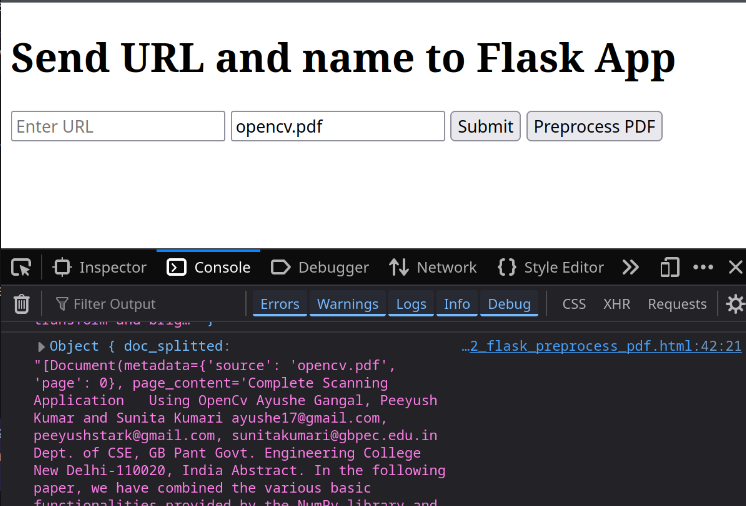 Send URL and name to Flask App
Enter URL opencv.pdf Submit Preprocess PDF
Inspector Console Debugger Network Style Editor
Filter Output Errors Warnings Logs Info Debug CSS XHR Requests
transform and brig…" }
Object { doc_splitted: …2_flask_preprocess_pdf.html:42:21
"[Document(metadata={'source': 'opencv.pdf',
'page': 0}, page_content='Complete Scanning
Application   Using OpenCv Ayushe Gangal, Peeyush
Kumar and Sunita Kumari ayushe17@gmail.com,
peeyushstark@gmail.com, sunitakumari@gbpec.edu.in
Dept. of CSE, GB Pant Govt. Engineering College
New Delhi-110020, India Abstract. In the following
paper, we have combined the various basic
functionalities provided by the NumPy library and